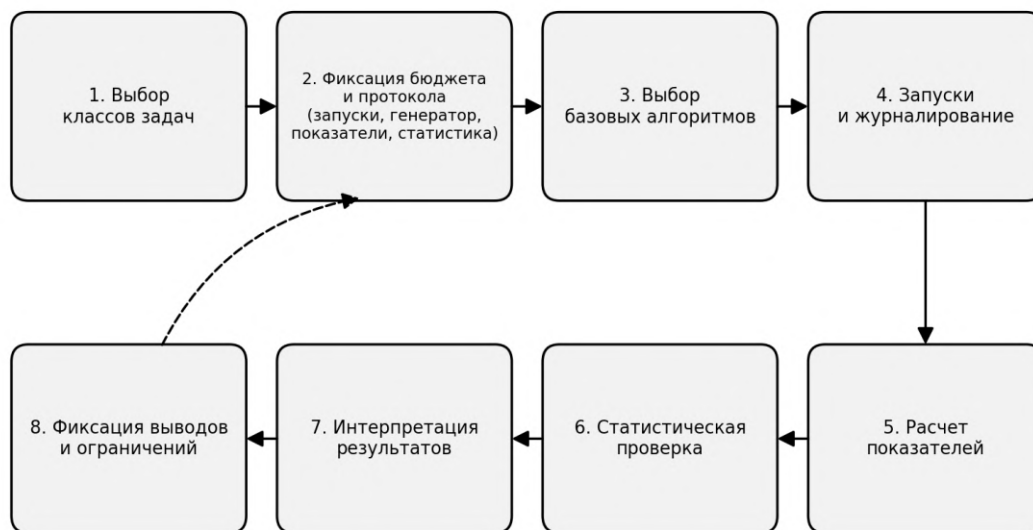 1. Выбор
классов задач
2. Фиксация бюджета
и протокола
(запуски, генератор,
показатели, статистика)
3. Выбор
базовых алгоритмов
4. Запуски
и журналирование
8. Фиксация выводов
и ограничений
7. Интерпретация
результатов
6. Статистическая
проверка
5. Расчет
показателей